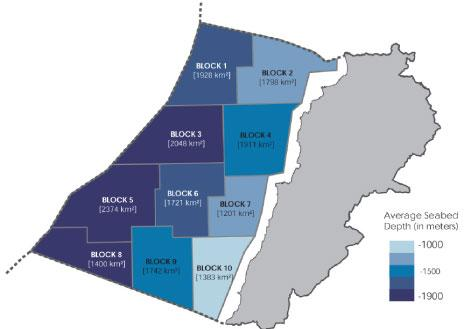 BLOCK 1
[1928 km²]
BLOCK 2
[1798 km²]
BLOCK 3
[2048 km²]
BLOCK 4
[1911 km²]
BLOCK 5
[2374 km²]
BLOCK 6
[1721 km²]
BLOCK 7
[1201 km²]
BLOCK 8
[1400 km²]
BLOCK 9
[1742 km²]
BLOCK 10
[1383 km²]
Average Seabed
Depth (in meters)
-1000
-1500
-1900